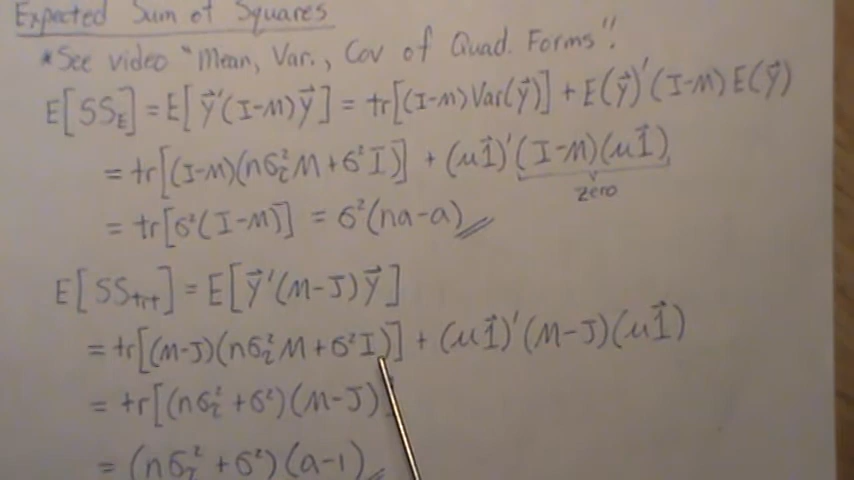 Expected Sum of Squares
*See video "Mean, Var., Cov of Quad. Forms".
E[SS_E] = E[ȳ'(I-M)ȳ] = tr[(I-M)Var(ȳ)] + E(ȳ)'(I-M)E(ȳ)
= tr[(I-M)(nσ_τ²M + σ²I)] + (μ1⃗)'(I-M)(μ1⃗)
zero
= tr[σ²(I-M)] = σ²(na-a)
E[SS_trt] = E[ȳ'(M-J)ȳ]
= tr[(M-J)(nσ_τ²M + σ²I)] + (μ1⃗)'(M-J)(μ1⃗)
= tr[(nσ_τ² + σ²)(M-J)]
= (nσ_τ² + σ²)(a-1)